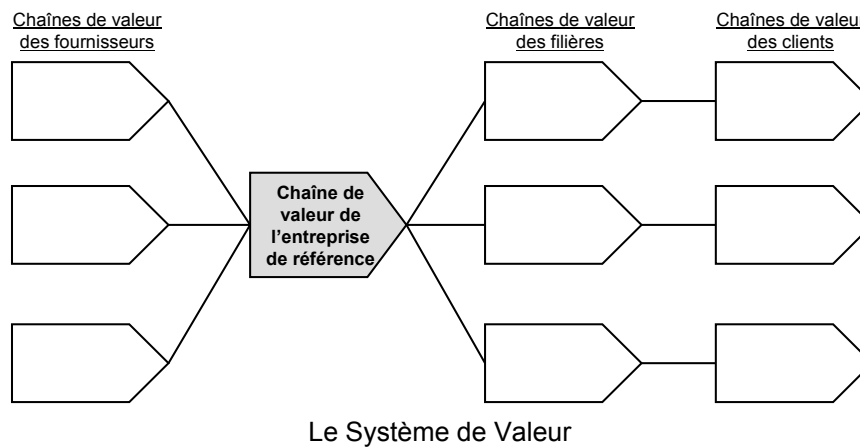 Chaînes de valeur
des fournisseurs
Chaînes de valeur
des filières
Chaînes de valeur
des clients
Chaîne de
valeur de
l’entreprise
de référence
Le Système de Valeur